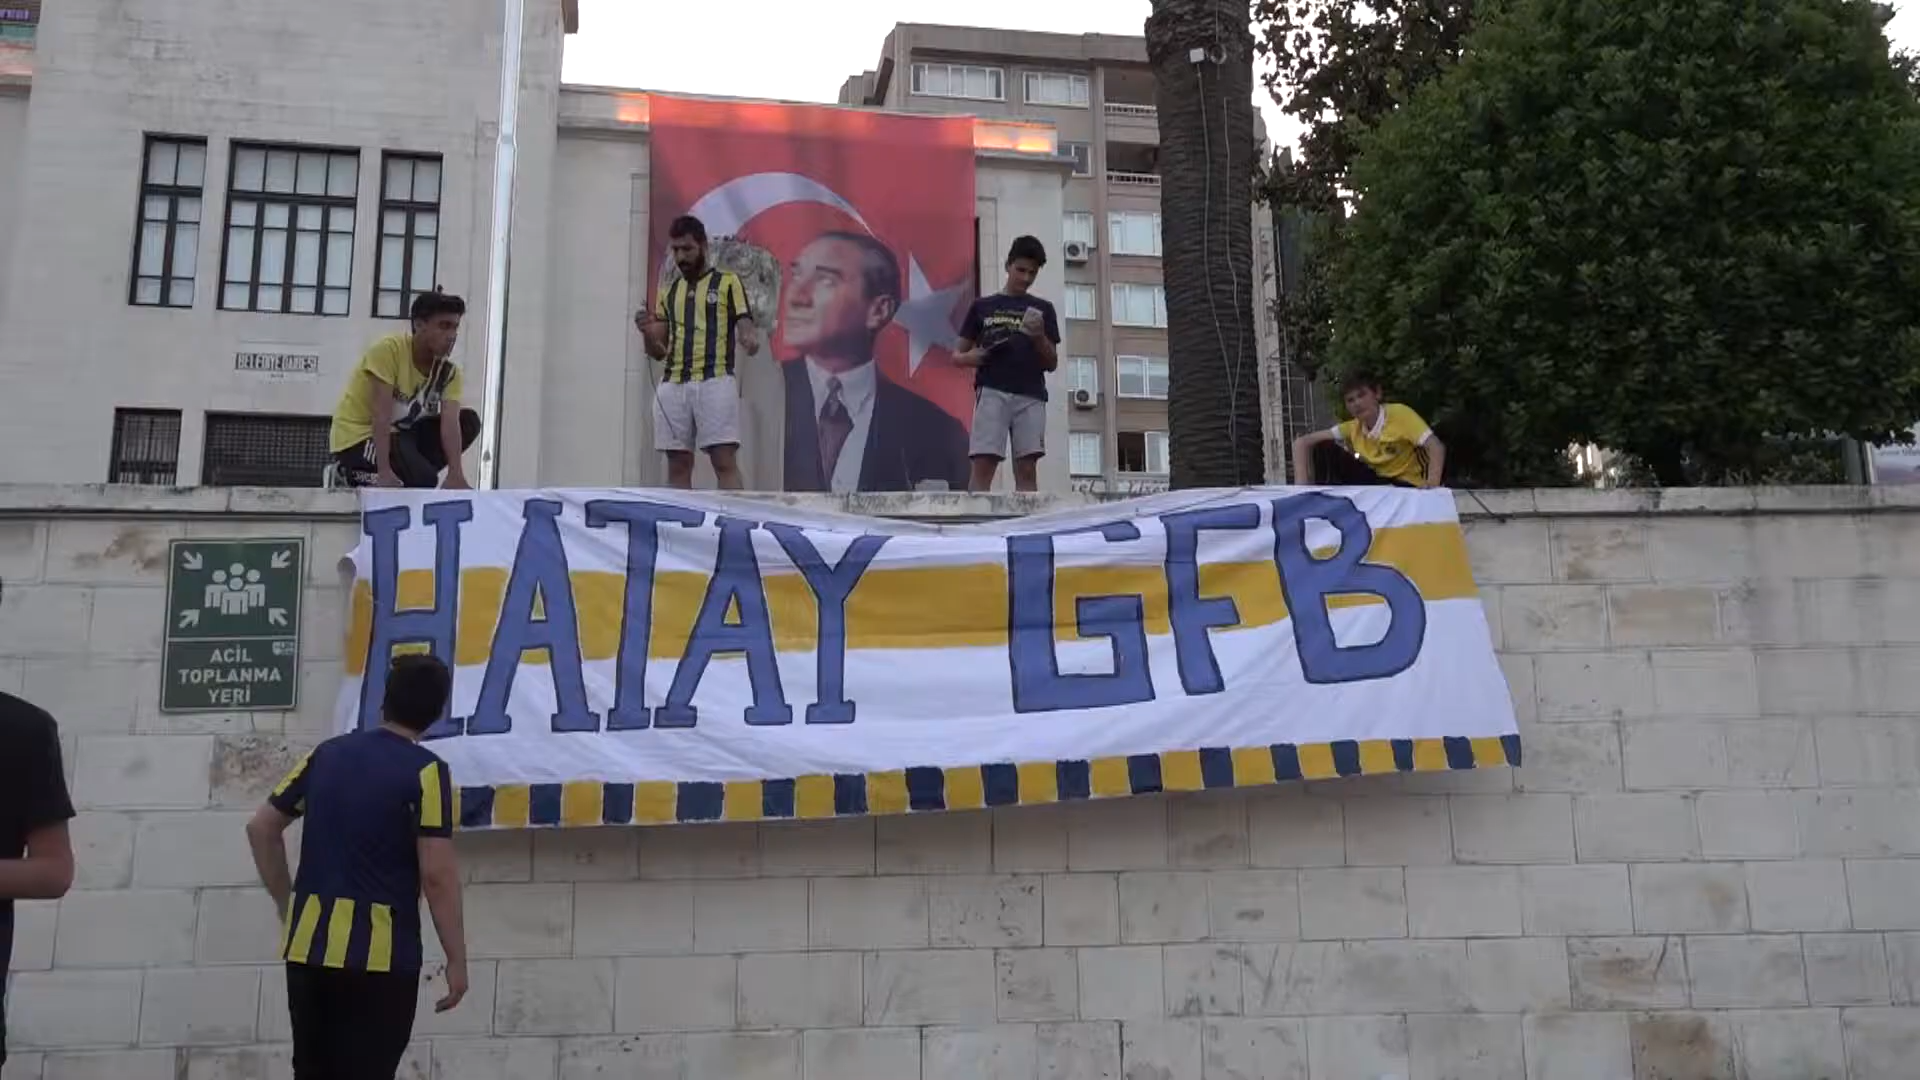 BELEDİYE DAİRESİ
HATAY GFB
ACİL
TOPLANMA
YERİ